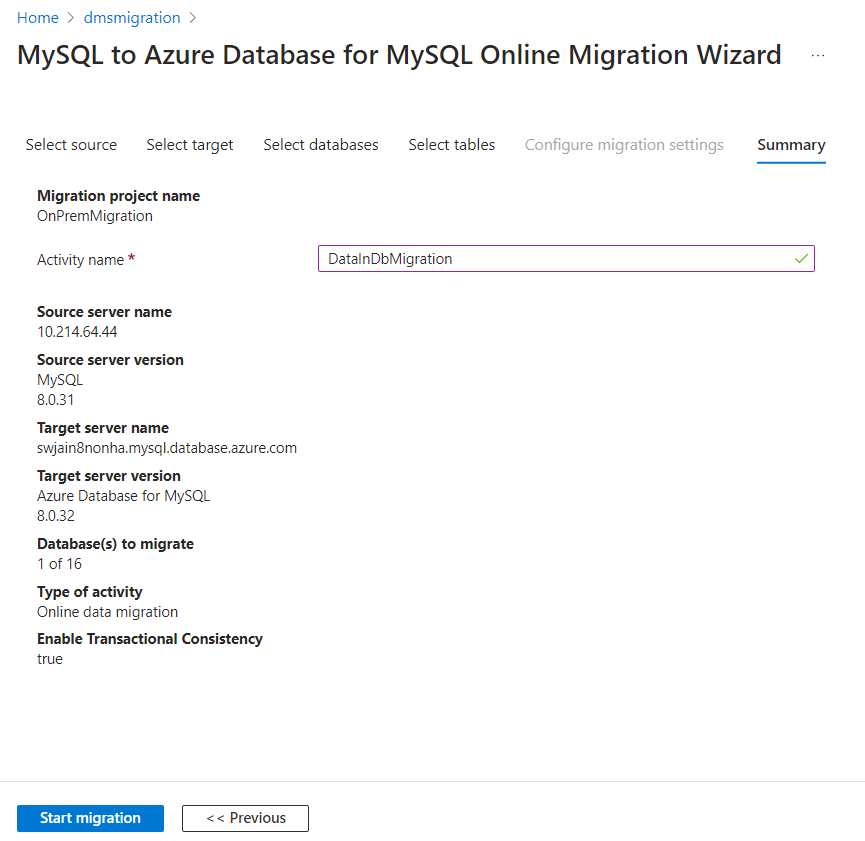 Home > dmsmigration >
MySQL to Azure Database for MySQL Online Migration Wizard ...
Select source Select target Select databases Select tables Configure migration settings Summary
Migration project name
OnPremMigration
Activity name * DataInDbMigration
Source server name
10.214.64.44
Source server version
MySQL
8.0.31
Target server name
swjain8nonha.mysql.database.azure.com
Target server version
Azure Database for MySQL
8.0.32
Database(s) to migrate
1 of 16
Type of activity
Online data migration
Enable Transactional Consistency
true
Start migration << Previous